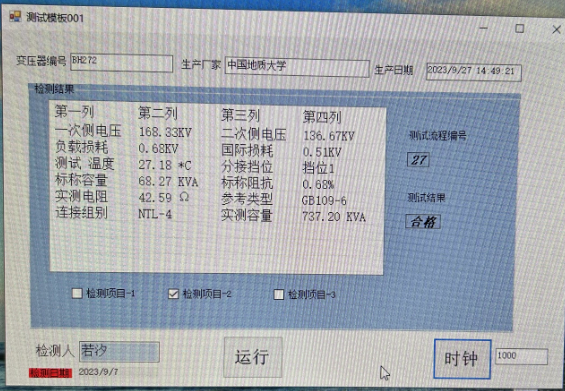 测试模板001
变压器编号 BH272 生产厂家 中国地质大学 生产日期 2023/9/27 14:49:21
检测结果
第一列 第二列 第三列 第四列
一次侧电压 168.33KV 二次侧电压 136.67KV
负载损耗 0.68KV 国际损耗 0.51KV
测试 温度 27.18 *C 分接挡位 挡位1
标称容量 68.27 KVA 标称阻抗 0.68%
实测电阻 42.59 Ω 参考类型 GB109-6
连接组别 NTL-4 实测容量 737.20 KVA
测试流程编号
27
测试结果
合格
检测项目-1 检测项目-2 检测项目-3
检测人 若汐 运行 时钟 1000
检测日期 2023/9/7